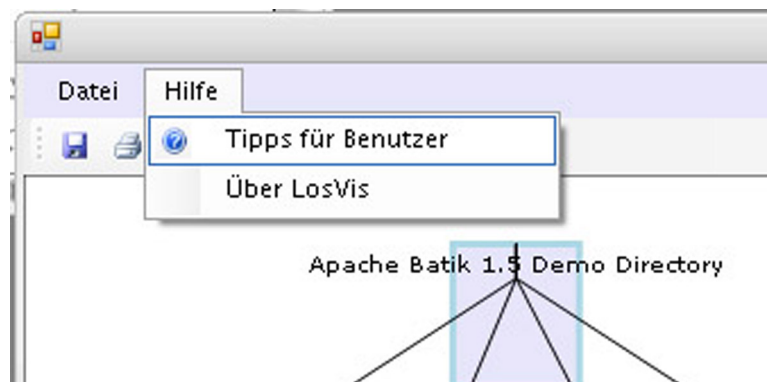 Datei Hilfe
Tipps für Benutzer
Über LosVis
Apache Batik 1.5 Demo Directory